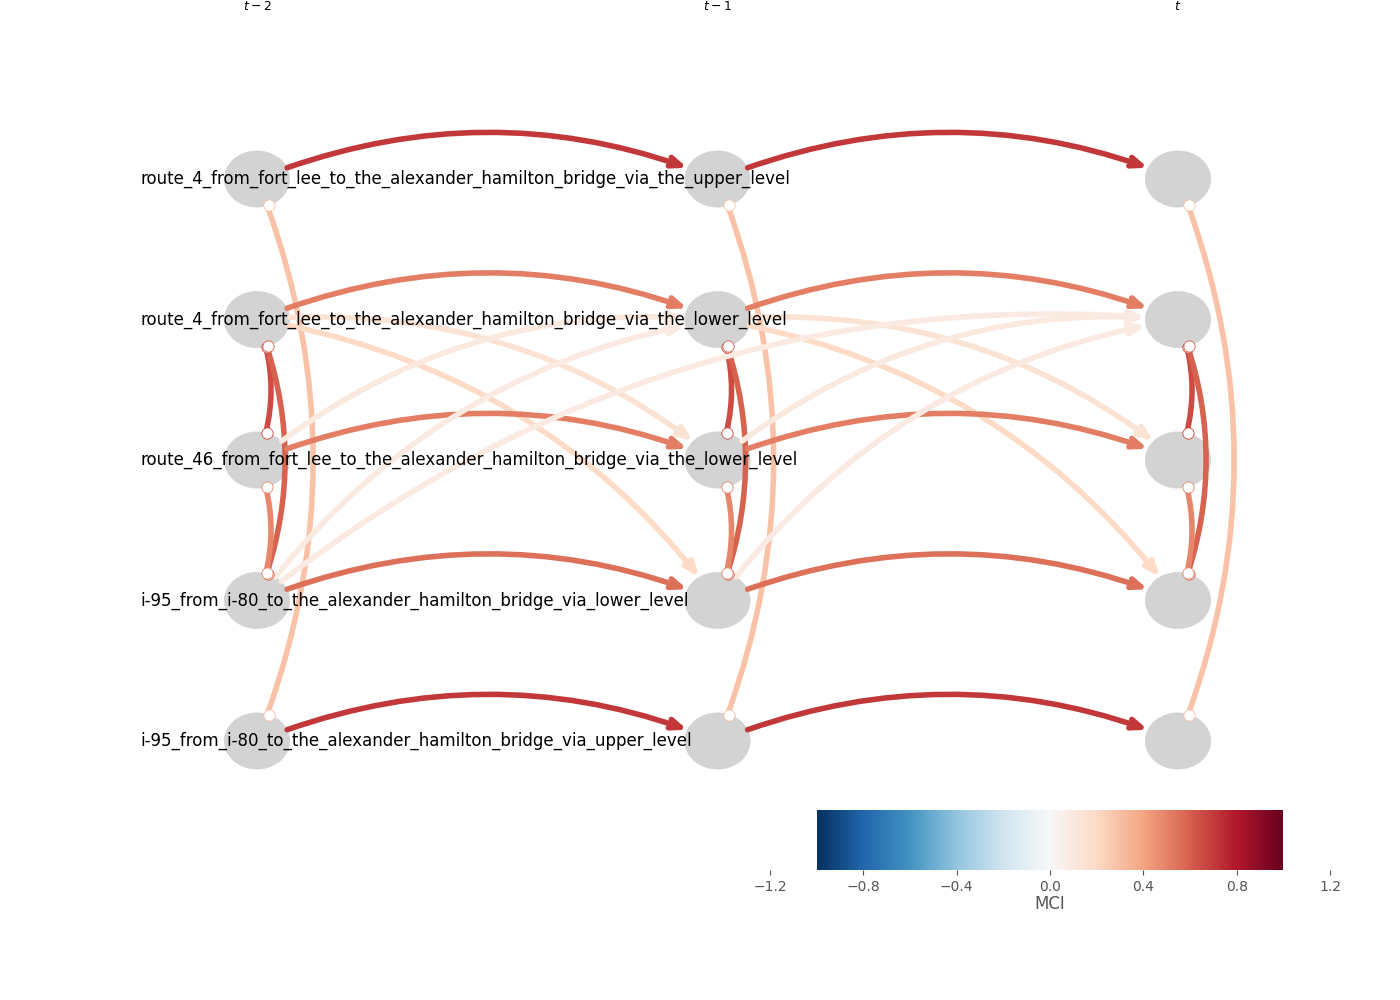 t − 2 t − 1 t
route_4_from_fort_lee_to_the_alexander_hamilton_bridge_via_the_upper_level
route_4_from_fort_lee_to_the_alexander_hamilton_bridge_via_the_lower_level
route_46_from_fort_lee_to_the_alexander_hamilton_bridge_via_the_lower_level
i-95_from_i-80_to_the_alexander_hamilton_bridge_via_lower_level
i-95_from_i-80_to_the_alexander_hamilton_bridge_via_upper_level
−1.2 −0.8 −0.4 0.0 0.4 0.8 1.2
MCI